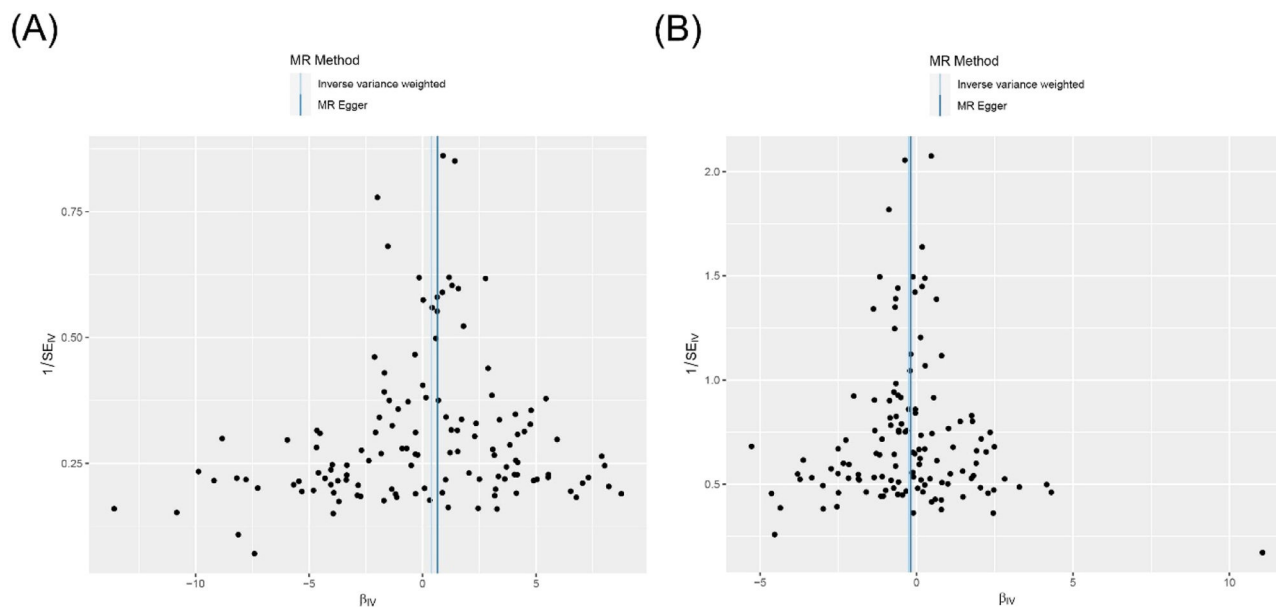 (A)
MR Method
Inverse variance weighted
MR Egger
0.75
0.50
0.25
1/SE_IV
−10
−5
0
5
β_IV
(B)
MR Method
Inverse variance weighted
MR Egger
2.0
1.5
1.0
0.5
1/SE_IV
−5
0
5
10
β_IV